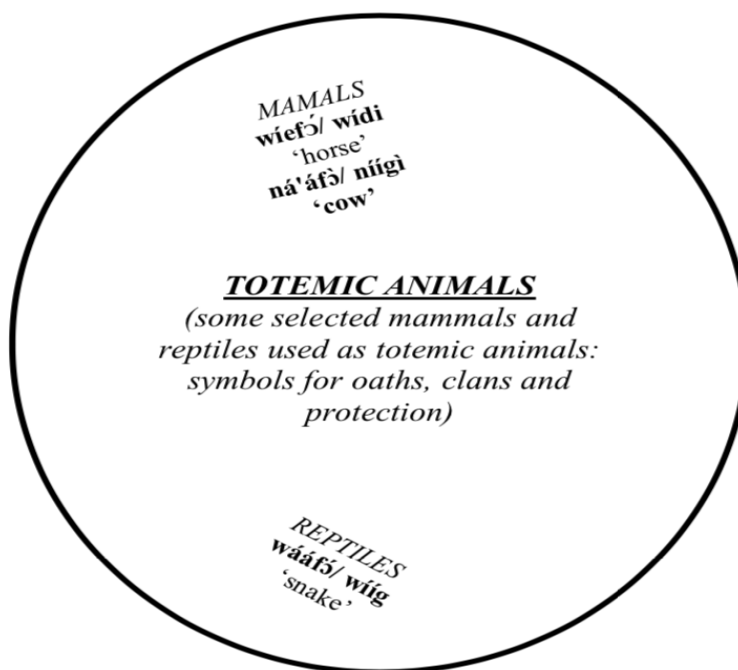 MAMALS
wíefɔ́/ wídi
‘horse’
ná'áfɔ̀/ níígì
‘cow’
TOTEMIC ANIMALS
(some selected mammals and
reptiles used as totemic animals:
symbols for oaths, clans and
protection)
REPTILES
wááfɔ́/ wííg
‘snake’